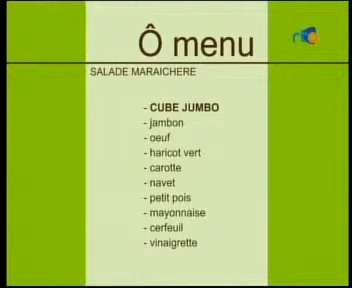 Ô menu
SALADE MARAICHERE
- CUBE JUMBO
- jambon
- oeuf
- haricot vert
- carotte
- navet
- petit pois
- mayonnaise
- cerfeuil
- vinaigrette